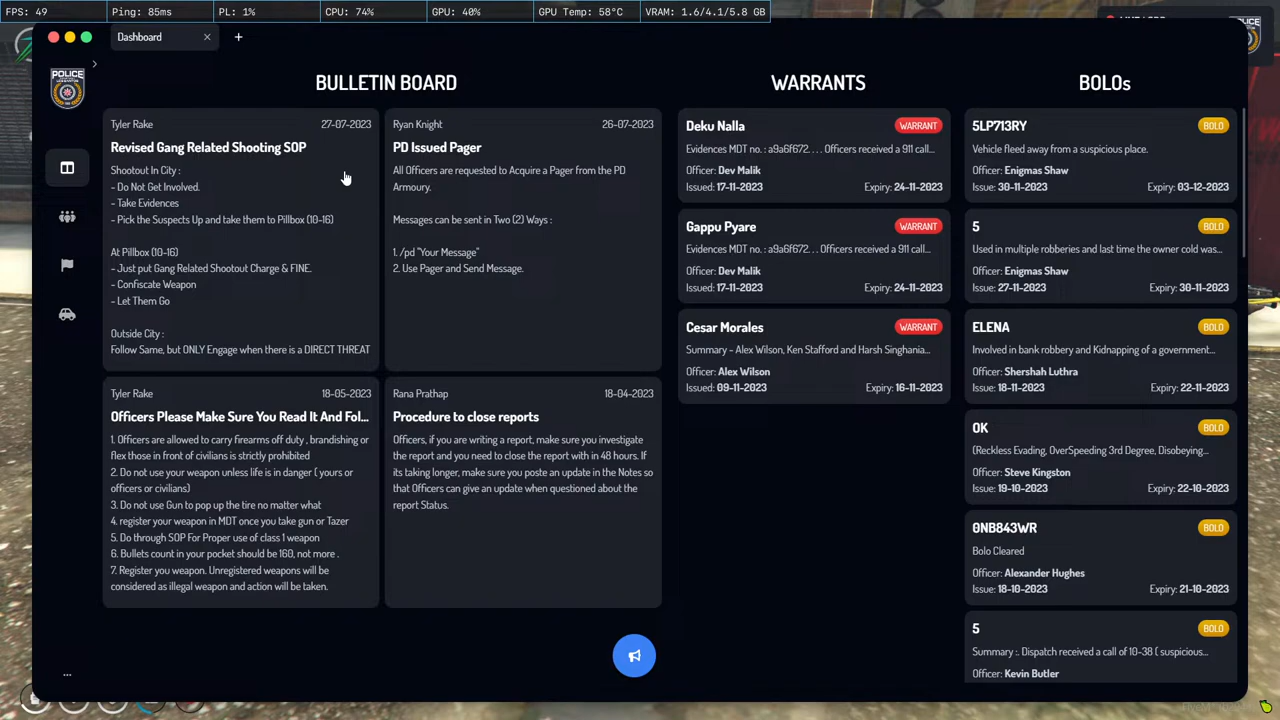 FPS: 49
Ping: 85ms
PL: 1%
CPU: 74%
GPU: 40%
GPU Temp: 58°C
VRAM: 1.6/4.1/5.8 GB
Dashboard
POLICE
BULLETIN BOARD
Tyler Rake 27-07-2023
Revised Gang Related Shooting SOP
Shootout In City :
- Do Not Get Involved.
- Take Evidences
- Pick the Suspects Up and take them to Pillbox (10-16)
At Pillbox (10-16)
- Just put Gang Related Shootout Charge & FINE.
- Confiscate Weapon
- Let Them Go
Outside City :
Follow Same, but ONLY Engage when there is a DIRECT THREAT
Ryan Knight 26-07-2023
PD Issued Pager
All Officers are requested to Acquire a Pager from the PD
Armoury.
Messages can be sent in Two (2) Ways :
1. /pd "Your Message"
2. Use Pager and Send Message.
Tyler Rake 18-05-2023
Officers Please Make Sure You Read It And Fol...
1. Officers are allowed to carry firearms off duty , brandishing or
flex those in front of civilians is strictly prohibited
2. Do not use your weapon unless life is in danger ( yours or
officers or civilians)
3. Do not use Gun to pop up the tire no matter what
4. register your weapon in MDT once you take gun or Tazer
5. Do through SOP For Proper use of class 1 weapon
6. Bullets count in your pocket should be 160, not more .
7. Register you weapon. Unregistered weapons will be
considered as illegal weapon and action will be taken.
Rana Prathap 18-04-2023
Procedure to close reports
Officers, if you are writing a report, make sure you investigate
the report and you need to close the report with in 48 hours. If
its taking longer, make sure you post an update in the Notes so
that Officers can give an update when questioned about the
report Status.
WARRANTS
Deku Nalla WARRANT
Evidences MDT no. : a9a6f672. . . . Officers received a 911 call...
Officer: Dev Malik
Issued: 17-11-2023 Expiry: 24-11-2023
Gappu Pyare WARRANT
Evidences MDT no. : a9a6f672. . . Officers received a 911 call...
Officer: Dev Malik
Issued: 17-11-2023 Expiry: 24-11-2023
Cesar Morales WARRANT
Summary - Alex Wilson, Ken Stafford and Harsh Singhania...
Officer: Alex Wilson
Issued: 09-11-2023 Expiry: 16-11-2023
BOLOs
5LP713RY BOLO
Vehicle fleed away from a suspicious place.
Officer: Enigmas Shaw
Issue: 30-11-2023 Expiry: 03-12-2023
5 BOLO
Used in multiple robberies and last time the owner cold was...
Officer: Enigmas Shaw
Issue: 27-11-2023 Expiry: 30-11-2023
ELENA BOLO
Involved in bank robbery and Kidnapping of a government...
Officer: Shershah Luthra
Issue: 18-11-2023 Expiry: 22-11-2023
OK BOLO
(Reckless Evading, OverSpeeding 3rd Degree, Disobeying...
Officer: Steve Kingston
Issue: 19-10-2023 Expiry: 22-10-2023
0NB843WR BOLO
Bolo Cleared
Officer: Alexander Hughes
Issue: 18-10-2023 Expiry: 21-10-2023
5 BOLO
Summary :. Dispatch received a call of 10-38 ( suspicious...
Officer: Kevin Butler